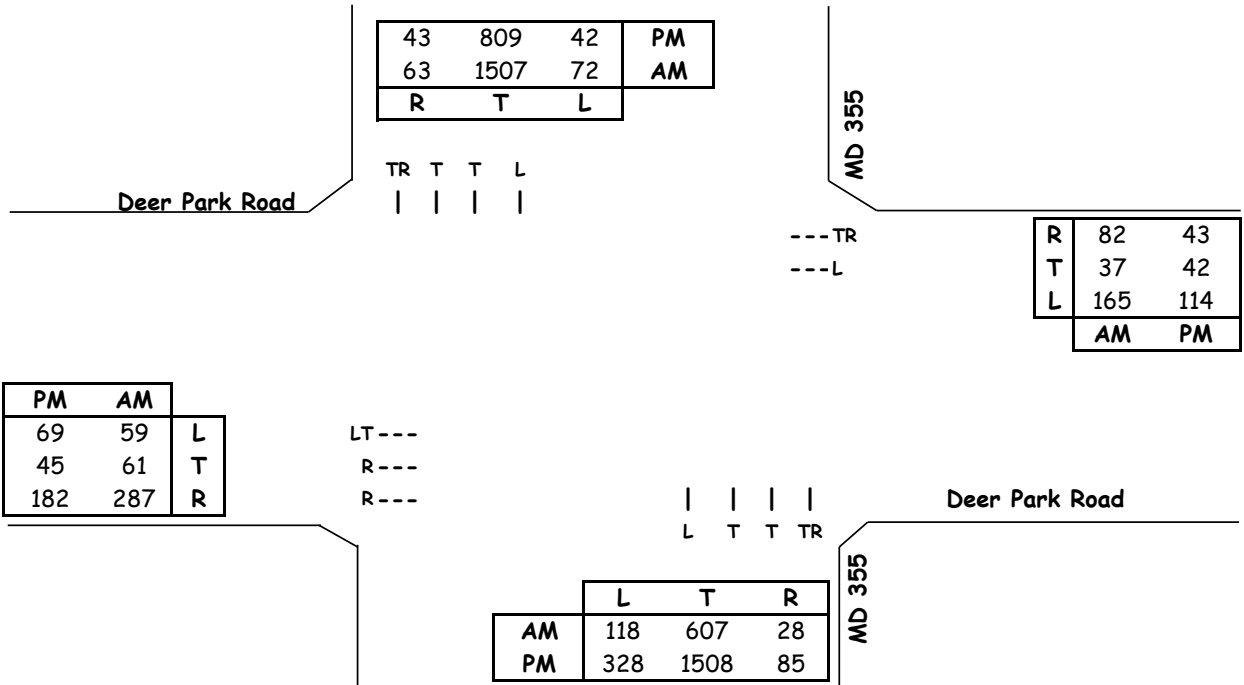 43 809 42 PM
63 1507 72 AM
R T L
MD 355
TR T T L
Deer Park Road
---TR
---L
R 82 43
T 37 42
L 165 114
AM PM
PM AM
69 59 L
45 61 T
182 287 R
LT---
R---
R---
Deer Park Road
L T T TR
MD 355
L T R
AM 118 607 28
PM 328 1508 85